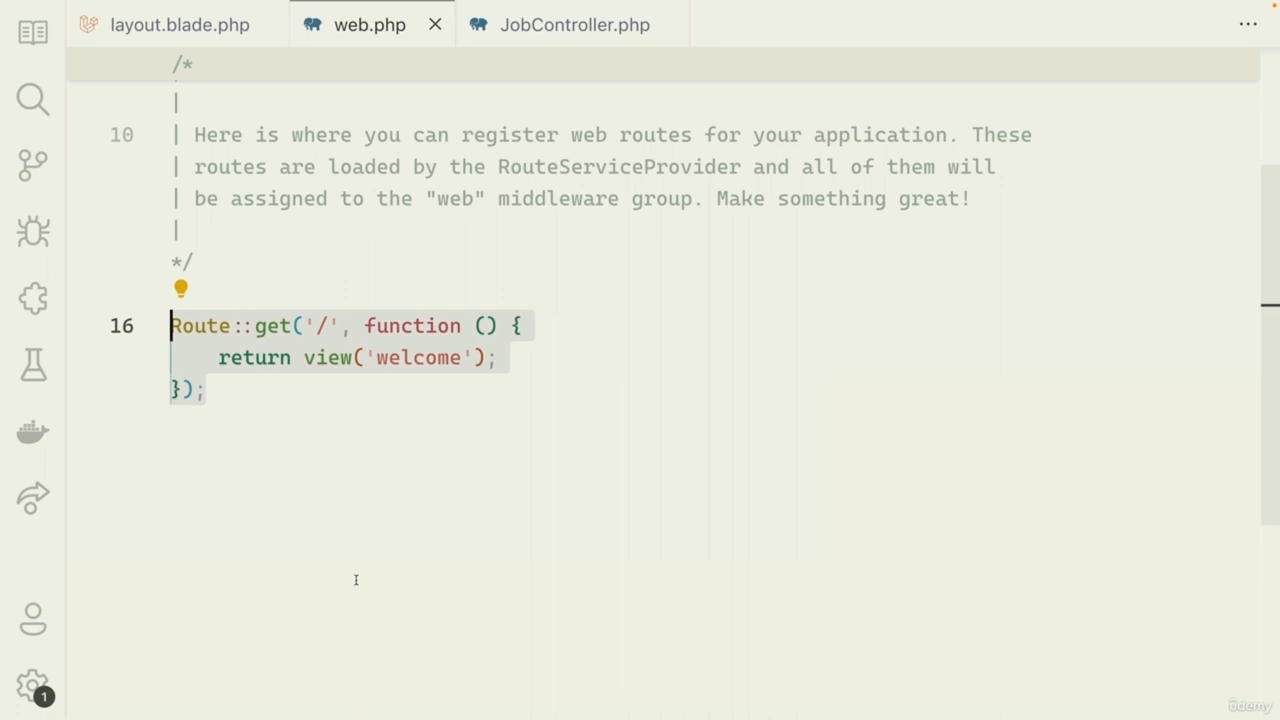 layout.blade.php
web.php
JobController.php
/*
|
10 | Here is where you can register web routes for your application. These
| routes are loaded by the RouteServiceProvider and all of them will
| be assigned to the "web" middleware group. Make something great!
|
*/
16 Route::get('/', function () {
return view('welcome');
});
1
ûdemy